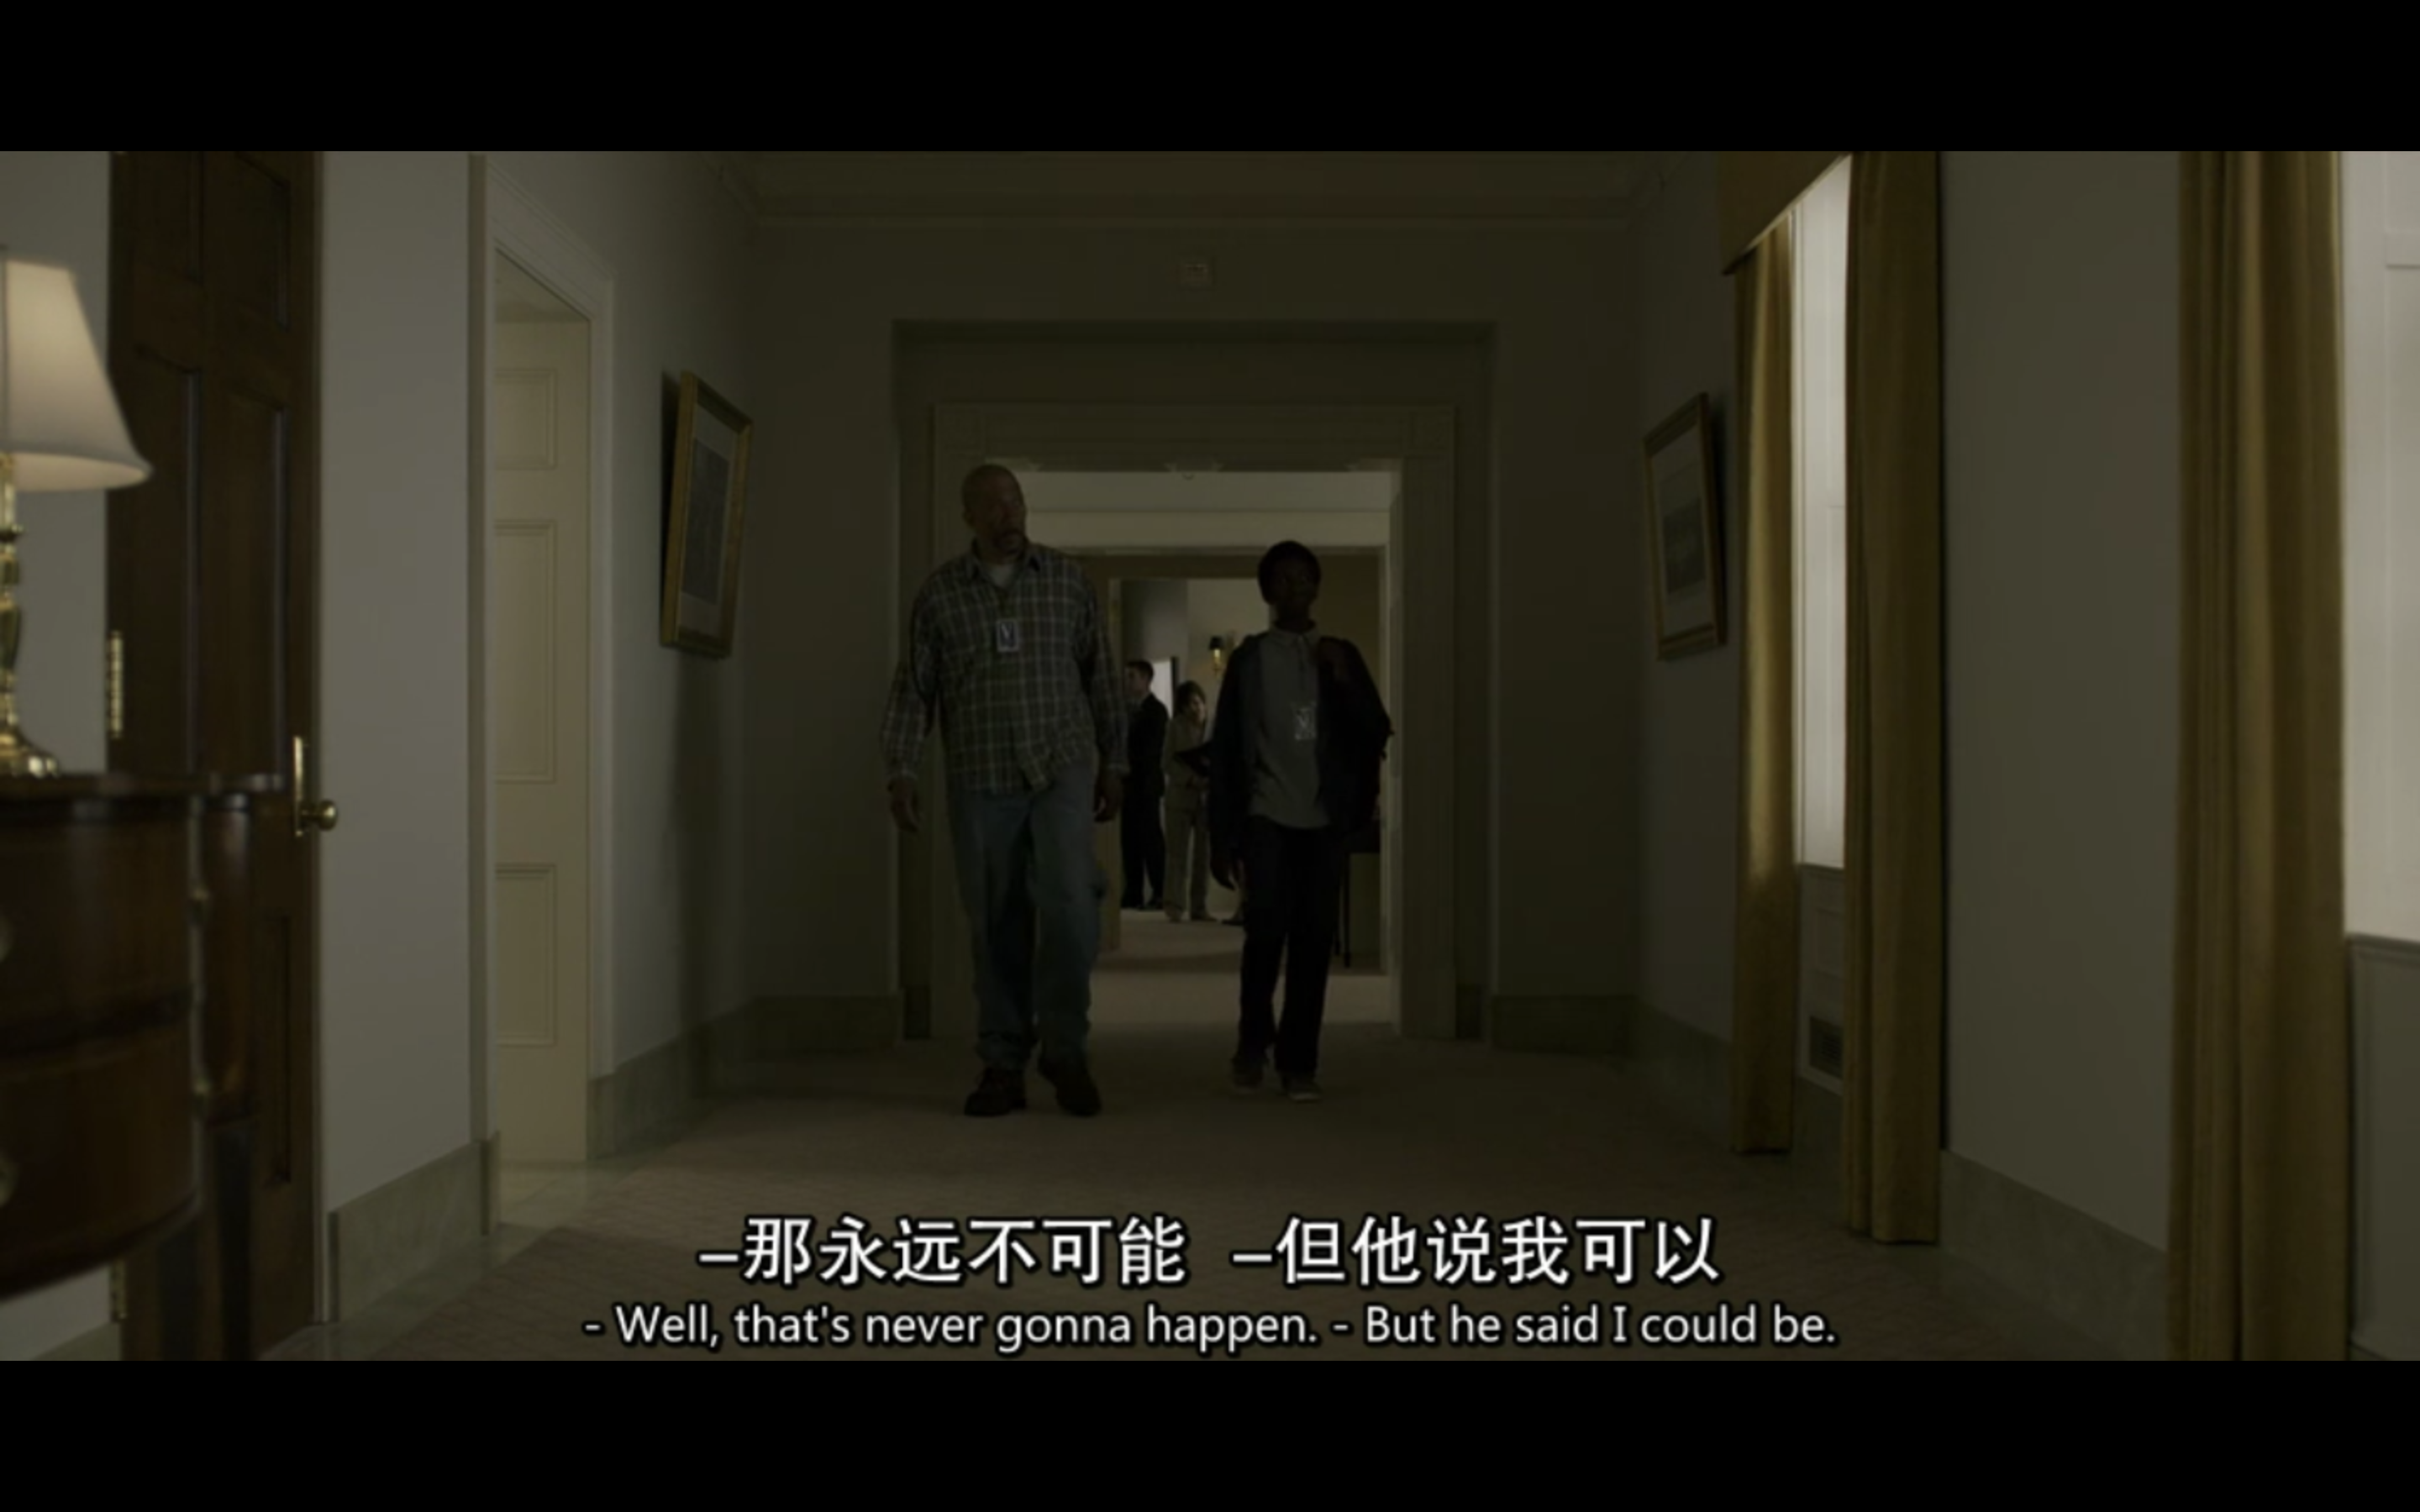 –那永远不可能 –但他说我可以
- Well, that's never gonna happen. - But he said I could be.